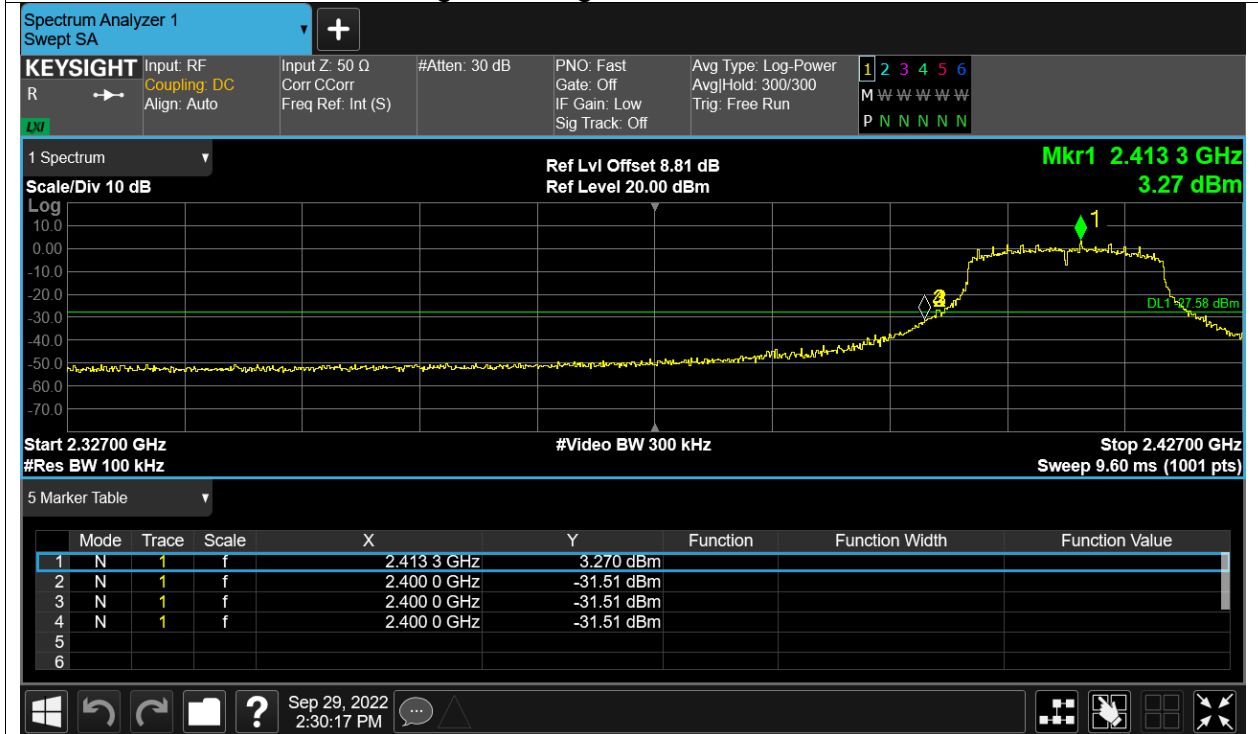 Spectrum Analyzer 1
Swept SA
KEYSIGHT
R
LXI
Input: RF
Coupling: DC
Align: Auto
Input Z: 50 Ω
Corr CCorr
Freq Ref: Int (S)
#Atten: 30 dB
PNO: Fast
Gate: Off
IF Gain: Low
Sig Track: Off
Avg Type: Log-Power
Avg|Hold: 300/300
Trig: Free Run
1 2 3 4 5 6
M W W W W W
P N N N N N
1 Spectrum
Scale/Div 10 dB
Ref Lvl Offset 8.81 dB
Ref Level 20.00 dBm
Mkr1 2.413 3 GHz
3.27 dBm
Log
10.0
0.00
-10.0
-20.0
-30.0
-40.0
-50.0
-60.0
-70.0
1
DL1 -27.58 dBm
Start 2.32700 GHz
#Video BW 300 kHz
Stop 2.42700 GHz
#Res BW 100 kHz
Sweep 9.60 ms (1001 pts)
5 Marker Table
Mode Trace Scale X Y Function Function Width Function Value
1 N 1 f 2.413 3 GHz 3.270 dBm
2 N 1 f 2.400 0 GHz -31.51 dBm
3 N 1 f 2.400 0 GHz -31.51 dBm
4 N 1 f 2.400 0 GHz -31.51 dBm
5
6
?
Sep 29, 2022
2:30:17 PM